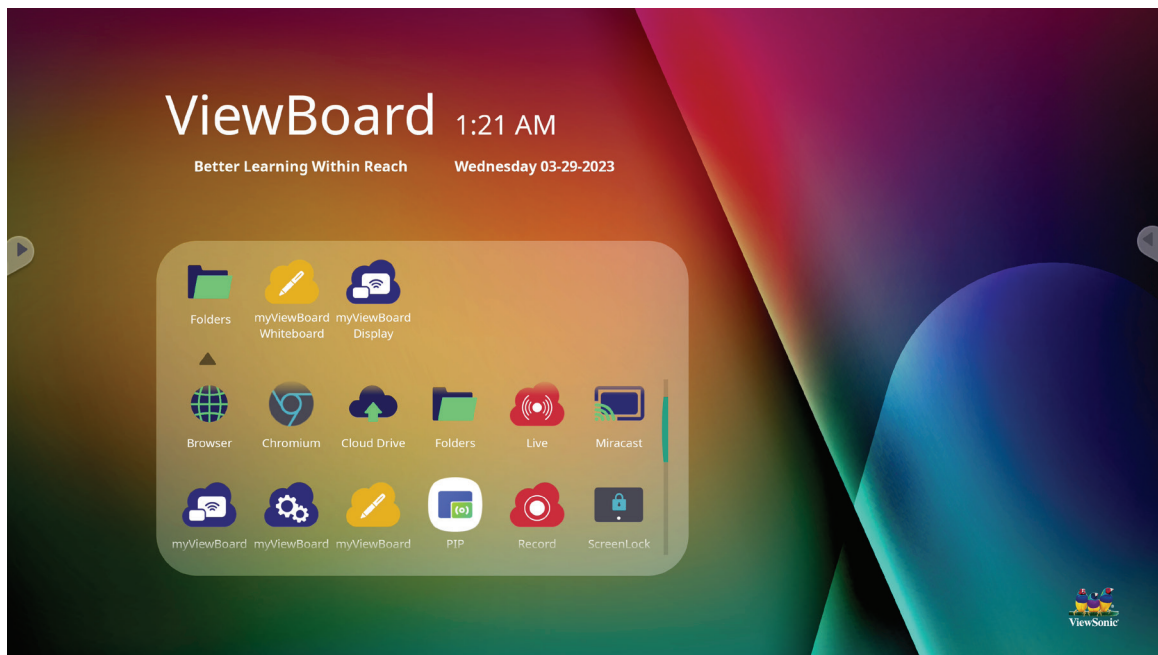 ViewBoard 1:21 AM
Better Learning Within Reach Wednesday 03-29-2023
Folders
myViewBoard
Whiteboard
myViewBoard
Display
Browser Chromium Cloud Drive Folders Live Miracast
myViewBoard myViewBoard myViewBoard PIP Record ScreenLock
ViewSonic